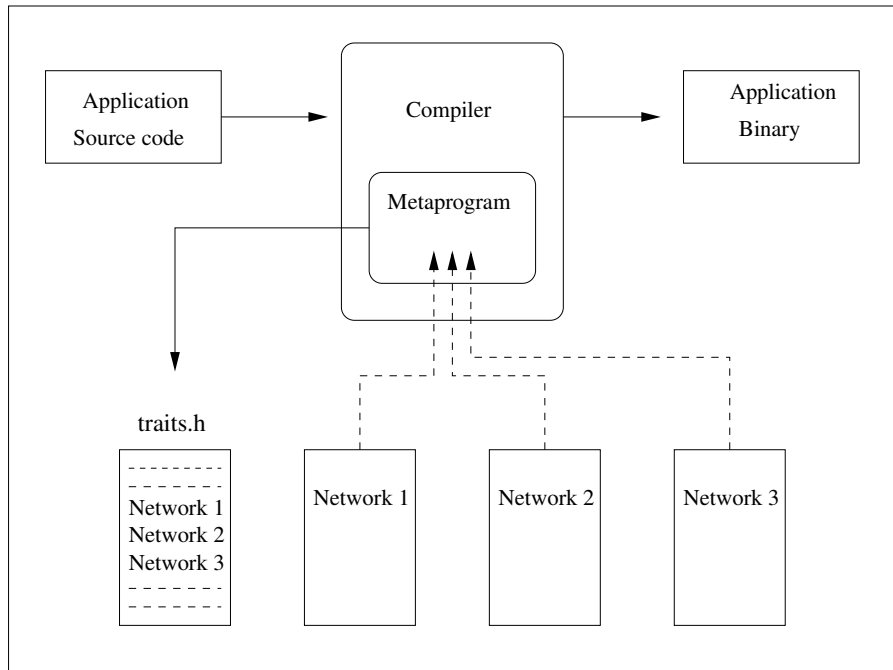 Application
Source code
Compiler
Application
Binary
Metaprogram
traits.h
Network 1
Network 2
Network 3
Network 1
Network 2
Network 3